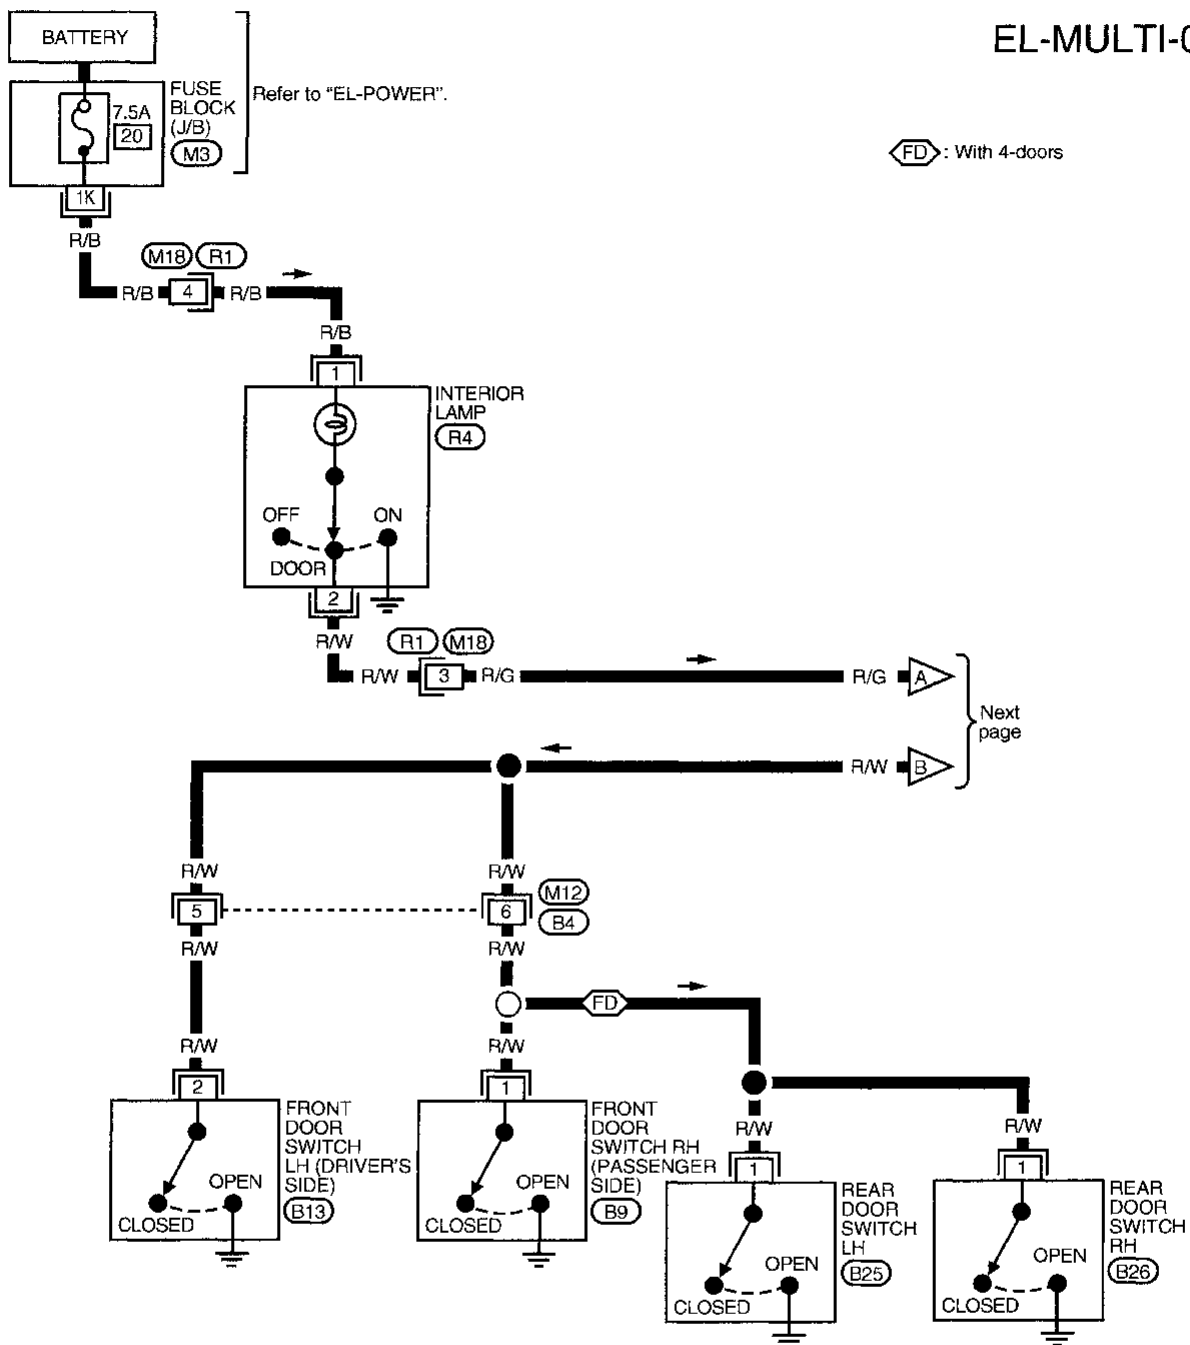 EL-MULTI-0
BATTERY
FUSE
BLOCK
(J/B)
M3
7.5A
20
Refer to “EL-POWER”.
FD : With 4-doors
1K
R/B
M18 R1
R/B 4 R/B
R/B
1
INTERIOR
LAMP
R4
OFF ON
DOOR
2
R/W
R1 M18
R/W 3 R/G R/G A
Next
page
R/W B
R/W R/W
M12
5 6
B4
R/W R/W
FD
R/W R/W
2 1
FRONT
DOOR
SWITCH
LH (DRIVER'S
SIDE)
B13
OPEN
CLOSED
FRONT
DOOR
SWITCH RH
(PASSENGER
SIDE)
B9
OPEN
CLOSED
R/W R/W
1 1
REAR
DOOR
SWITCH
LH
B25
OPEN
CLOSED
REAR
DOOR
SWITCH
RH
B26
OPEN
CLOSED